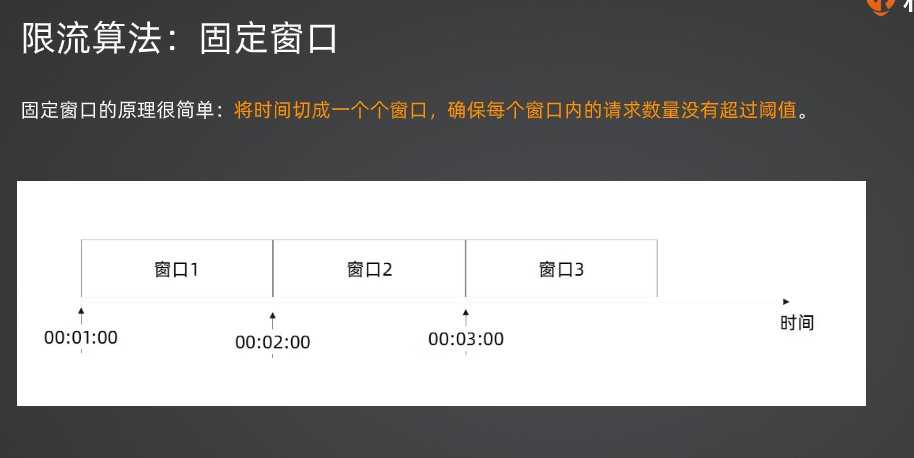 限流算法：固定窗口
固定窗口的原理很简单：将时间切成一个个窗口，确保每个窗口内的请求数量没有超过阈值。
窗口1 窗口2 窗口3
时间
00:01:00 00:02:00 00:03:00